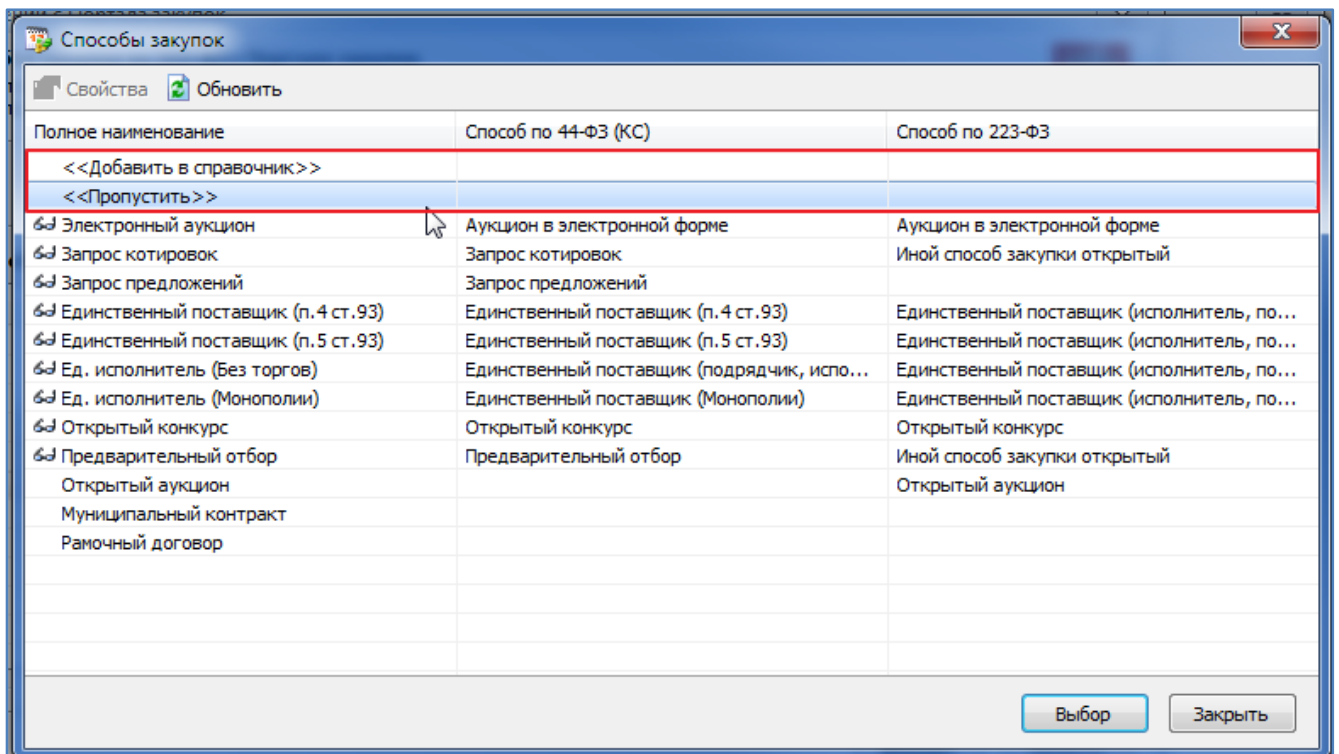 Способы закупок
Свойства Обновить
Полное наименование Способ по 44-ФЗ (КС) Способ по 223-ФЗ
<<Добавить в справочник>>
<<Пропустить>>
Электронный аукцион Аукцион в электронной форме Аукцион в электронной форме
Запрос котировок Запрос котировок Иной способ закупки открытый
Запрос предложений Запрос предложений
Единственный поставщик (п.4 ст.93) Единственный поставщик (п.4 ст.93) Единственный поставщик (исполнитель, по...
Единственный поставщик (п.5 ст.93) Единственный поставщик (п.5 ст.93) Единственный поставщик (исполнитель, по...
Ед. исполнитель (Без торгов) Единственный поставщик (подрядчик, испо... Единственный поставщик (исполнитель, по...
Ед. исполнитель (Монополии) Единственный поставщик (Монополии) Единственный поставщик (исполнитель, по...
Открытый конкурс Открытый конкурс Открытый конкурс
Предварительный отбор Предварительный отбор Иной способ закупки открытый
Открытый аукцион Открытый аукцион
Муниципальный контракт
Рамочный договор
Выбор Закрыть